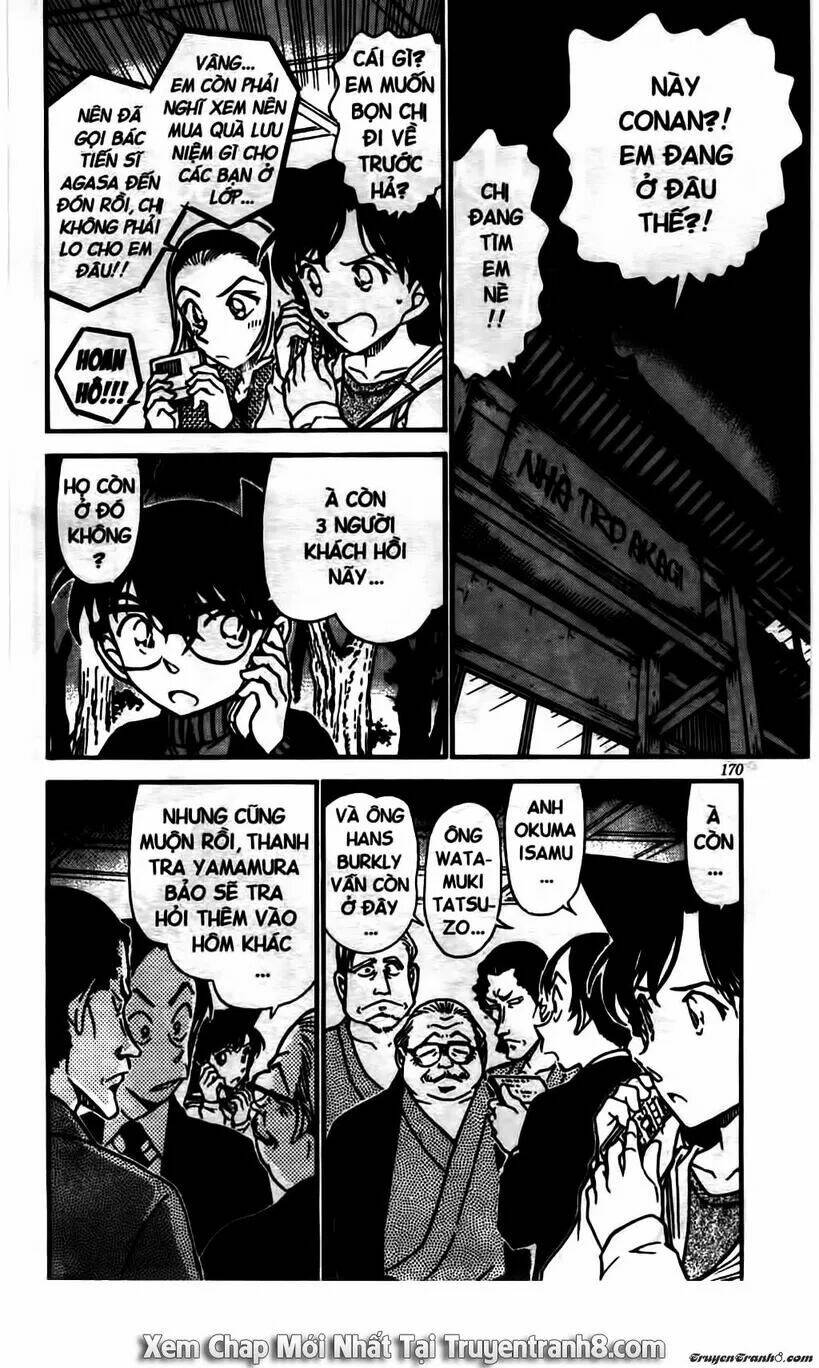 NÀY
CONAN?!
EM ĐANG
Ở ĐÂU
THẾ?!
CHỊ
ĐANG
TÌM
EM
NÈ
!!
NHÀ TRỌ AKAGI
CÁI GÌ?
EM MUỐN
BỌN CHỊ
ĐI VỀ
TRƯỚC
HẢ?
VÂNG...
EM CÒN PHẢI
NGHĨ XEM NÊN
MUA QUÀ LƯU
NIỆM GÌ CHO
CÁC BẠN Ở
LỚP...
NÊN ĐÃ
GỌI BÁC
TIẾN SĨ
AGASA ĐẾN
ĐÓN RỒI, CHỊ
KHÔNG PHẢI
LO CHO EM
ĐÂU!!
HOAN
HÔ!!!
À CÒN
3 NGƯỜI
KHÁCH HỒI
NÃY...
HỌ CÒN
Ở ĐÓ
KHÔNG
?
170
À
CÒN
...
ANH
OKUMA
ISAMU
...
ÔNG
WATA-
MUKI
TATSU-
ZO...
VÀ ÔNG
HANS
BURKLY
VẪN CÒN
Ở ĐÂY
...
NHƯNG CŨNG
MUỘN RỒI, THANH
TRA YAMAMURA
BẢO SẼ TRA
HỎI THÊM VÀO
HÔM KHÁC
...
Xem Chap Mới Nhất Tại Truyentranh8.com
TruyenTranh8.com